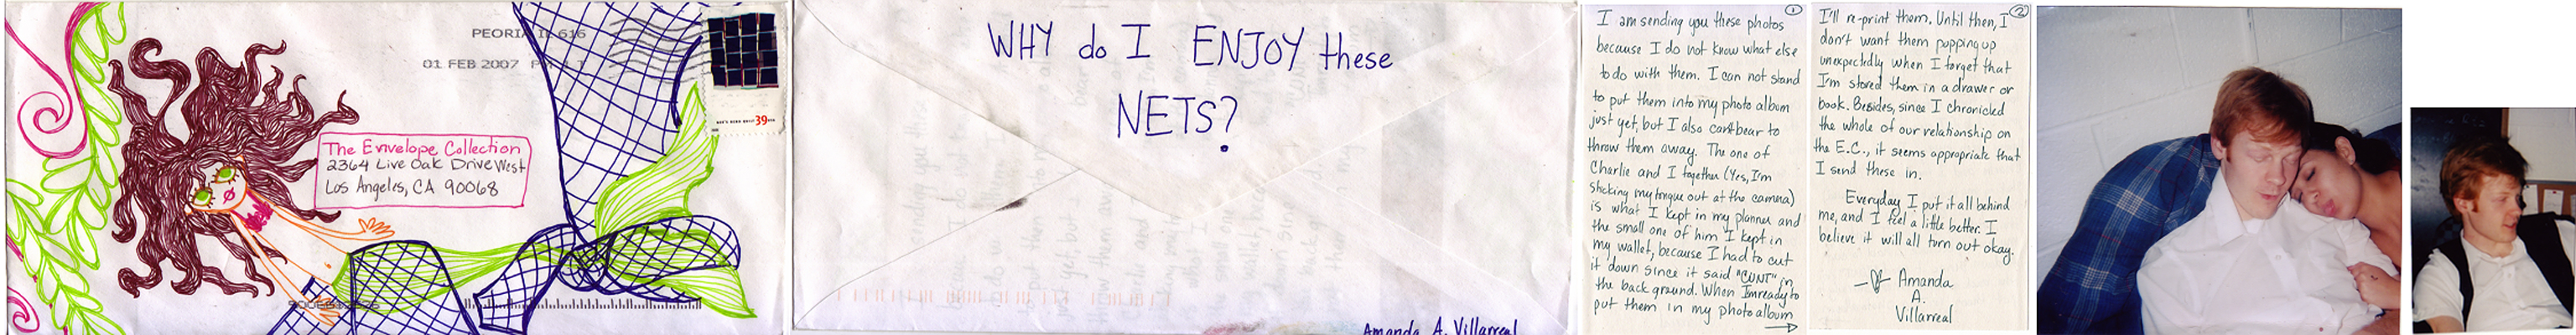 PEORIA IL 616
01 FEB 2007
39
The Envelope Collection
2364 Live Oak Drive West
Los Angeles, CA 90068
WHY do I ENJOY these
NETS?
Amanda A. Villarreal
1
I am sending you these photos
because I do not know what else
to do with them. I can not stand
to put them into my photo album
just yet, but I also can't bear to
throw them away. The one of
Charlie and I together (Yes, I'm
sticking my tongue out at the camera)
is what I kept in my planner and
the small one of him I kept in
my wallet, because I had to cut
it down since it said "CUNT" in
the back ground. When I'm ready to
put them in my photo album
2
I'll re-print them. Until then, I
don't want them popping up
unexpectedly when I forget that
I'm stored them in a drawer or
book. Besides, since I chronicled
the whole of our relationship on
the E.C., it seems appropriate that
I send these in.
Everyday I put it all behind
me, and I feel a little better. I
believe it will all turn out okay.
Amanda
A.
Villarreal